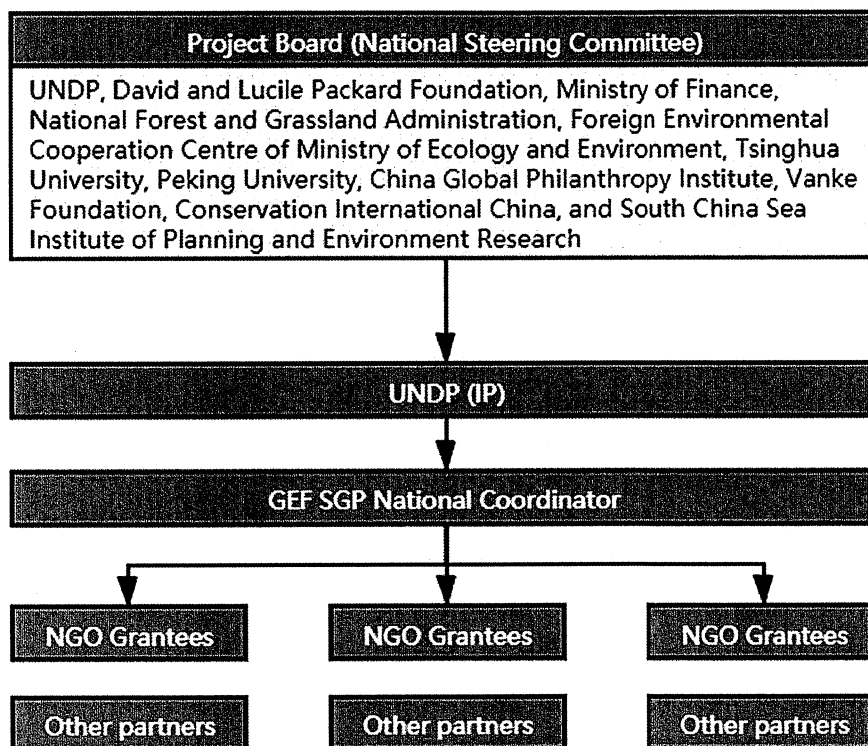 Project Board (National Steering Committee)
UNDP, David and Lucile Packard Foundation, Ministry of Finance,
National Forest and Grassland Administration, Foreign Environmental
Cooperation Centre of Ministry of Ecology and Environment, Tsinghua
University, Peking University, China Global Philanthropy Institute, Vanke
Foundation, Conservation International China, and South China Sea
Institute of Planning and Environment Research
UNDP (IP)
GEF SGP National Coordinator
NGO Grantees
NGO Grantees
NGO Grantees
Other partners
Other partners
Other partners